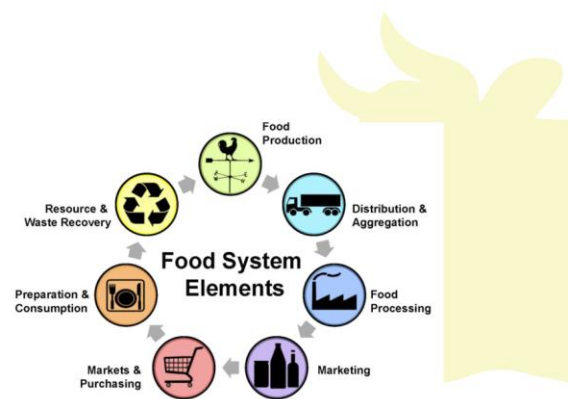 Food
Production
Distribution &
Aggregation
Food
Processing
Marketing
Markets &
Purchasing
Preparation &
Consumption
Resource &
Waste Recovery
Food System
Elements